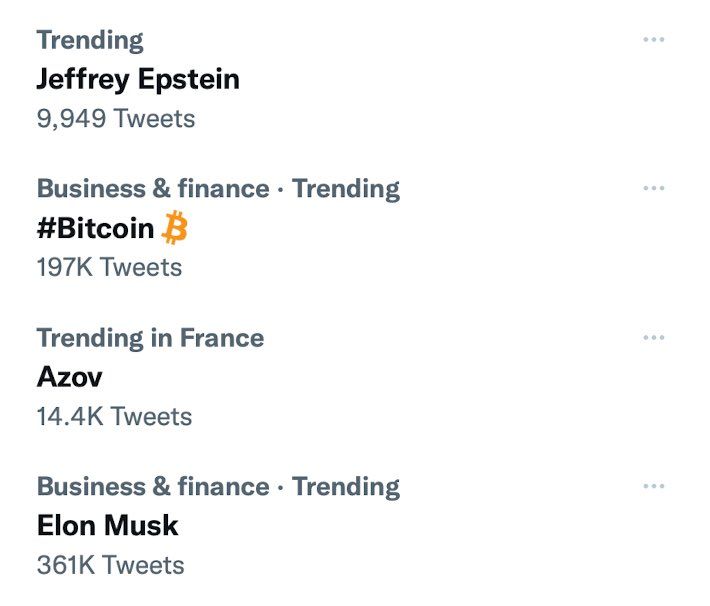 Trending
Jeffrey Epstein
9,949 Tweets
Business & finance · Trending
#Bitcoin
197K Tweets
Trending in France
Azov
14.4K Tweets
Business & finance · Trending
Elon Musk
361K Tweets